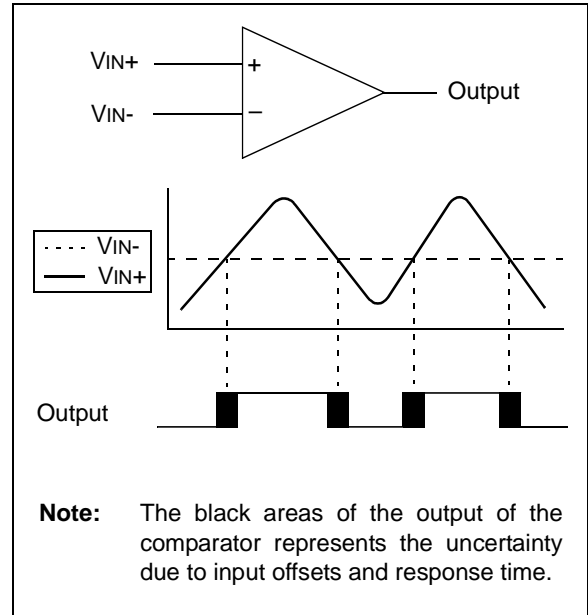 VIN+
+
Output
VIN-
–
VIN-
VIN+
Output
Note: The black areas of the output of the
comparator represents the uncertainty
due to input offsets and response time.